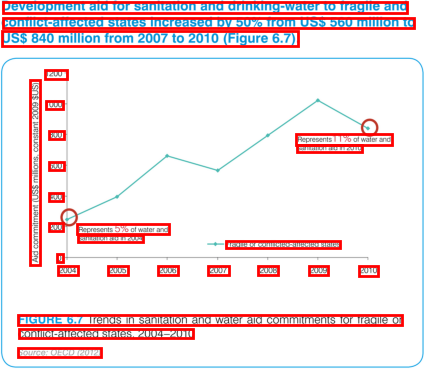 Development aid for sanitation and drinking-water to fragile and
conflict-affected states increased by 50% from US$ 560 million to
US$ 840 million from 2007 to 2010 (Figure 6.7)
1200
1000
800
600
400
200
0
Aid commitment (US$ millions, constant 2009 $US)
Represents 11% of water and
sanitation aid in 2010
Represents 5% of water and
sanitation aid in 2004
Fragile or conflicted-affected states
2004 2005 2006 2007 2008 2009 2010
FIGURE 6.7 Trends in sanitation and water aid commitments for fragile or
conflict-affected states, 2004–2010
Source: OECD (2012)